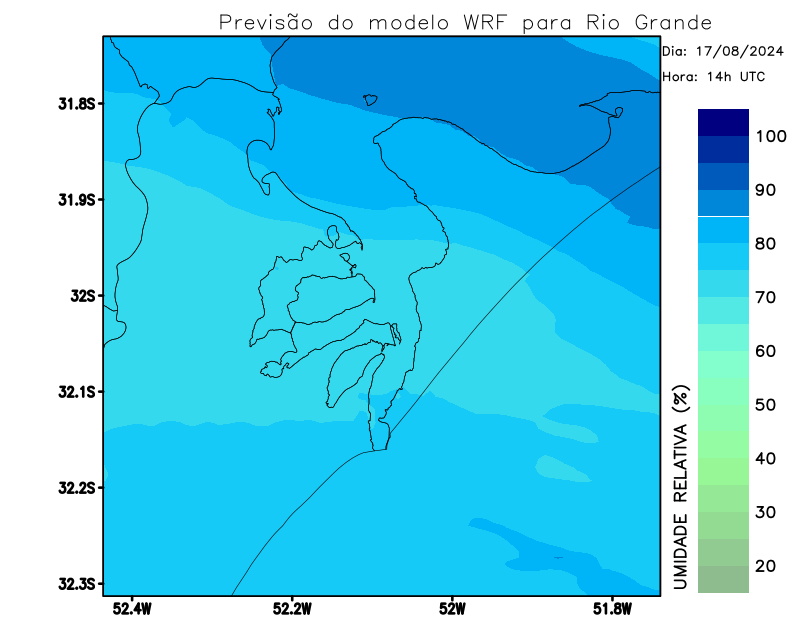 Previsão do modelo WRF para Rio Grande
Dia: 17/08/2024
Hora: 14h UTC
31.8S
31.9S
32S
32.1S
32.2S
32.3S
52.4W
52.2W
52W
51.8W
100
90
80
70
60
50
40
30
20
UMIDADE RELATIVA (%)